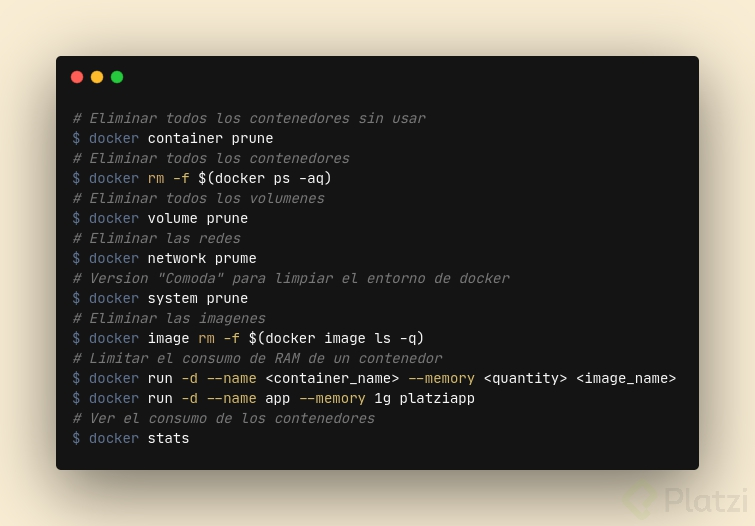 # Eliminar todos los contenedores sin usar
$ docker container prune
# Eliminar todos los contenedores
$ docker rm -f $(docker ps -aq)
# Eliminar todos los volumenes
$ docker volume prune
# Eliminar las redes
$ docker network prume
# Version "Comoda" para limpiar el entorno de docker
$ docker system prune
# Eliminar las imagenes
$ docker image rm -f $(docker image ls -q)
# Limitar el consumo de RAM de un contenedor
$ docker run -d --name <container_name> --memory <quantity> <image_name>
$ docker run -d --name app --memory 1g platziapp
# Ver el consumo de los contenedores
$ docker stats
Platzi